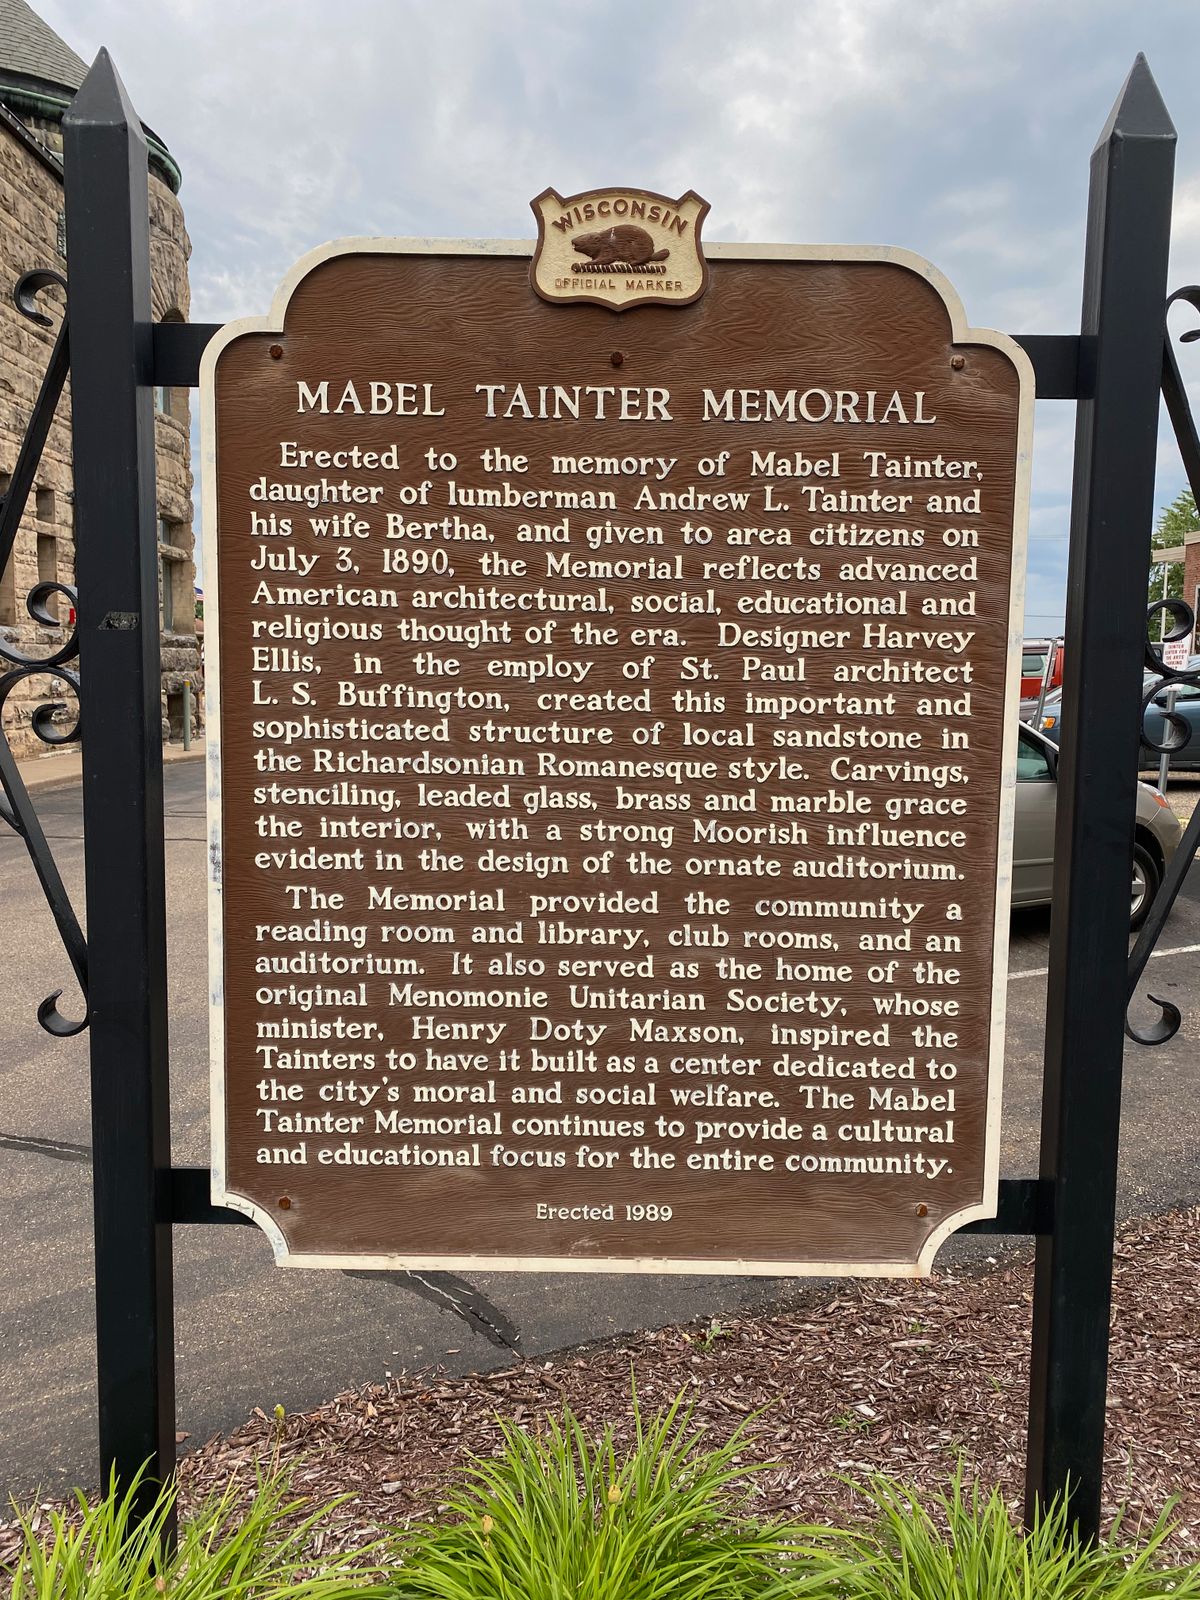 WISCONSIN
OFFICIAL MARKER
MABEL TAINTER MEMORIAL
Erected to the memory of Mabel Tainter,
daughter of lumberman Andrew L. Tainter and
his wife Bertha, and given to area citizens on
July 3, 1890, the Memorial reflects advanced
American architectural, social, educational and
religious thought of the era. Designer Harvey
Ellis, in the employ of St. Paul architect
L. S. Buffington, created this important and
sophisticated structure of local sandstone in
the Richardsonian Romanesque style. Carvings,
stenciling, leaded glass, brass and marble grace
the interior, with a strong Moorish influence
evident in the design of the ornate auditorium.
The Memorial provided the community a
reading room and library, club rooms, and an
auditorium. It also served as the home of the
original Menomonie Unitarian Society, whose
minister, Henry Doty Maxson, inspired the
Tainters to have it built as a center dedicated to
the city's moral and social welfare. The Mabel
Tainter Memorial continues to provide a cultural
and educational focus for the entire community.
Erected 1989
TAINTER
CENTER FOR
THE ARTS
PARKING